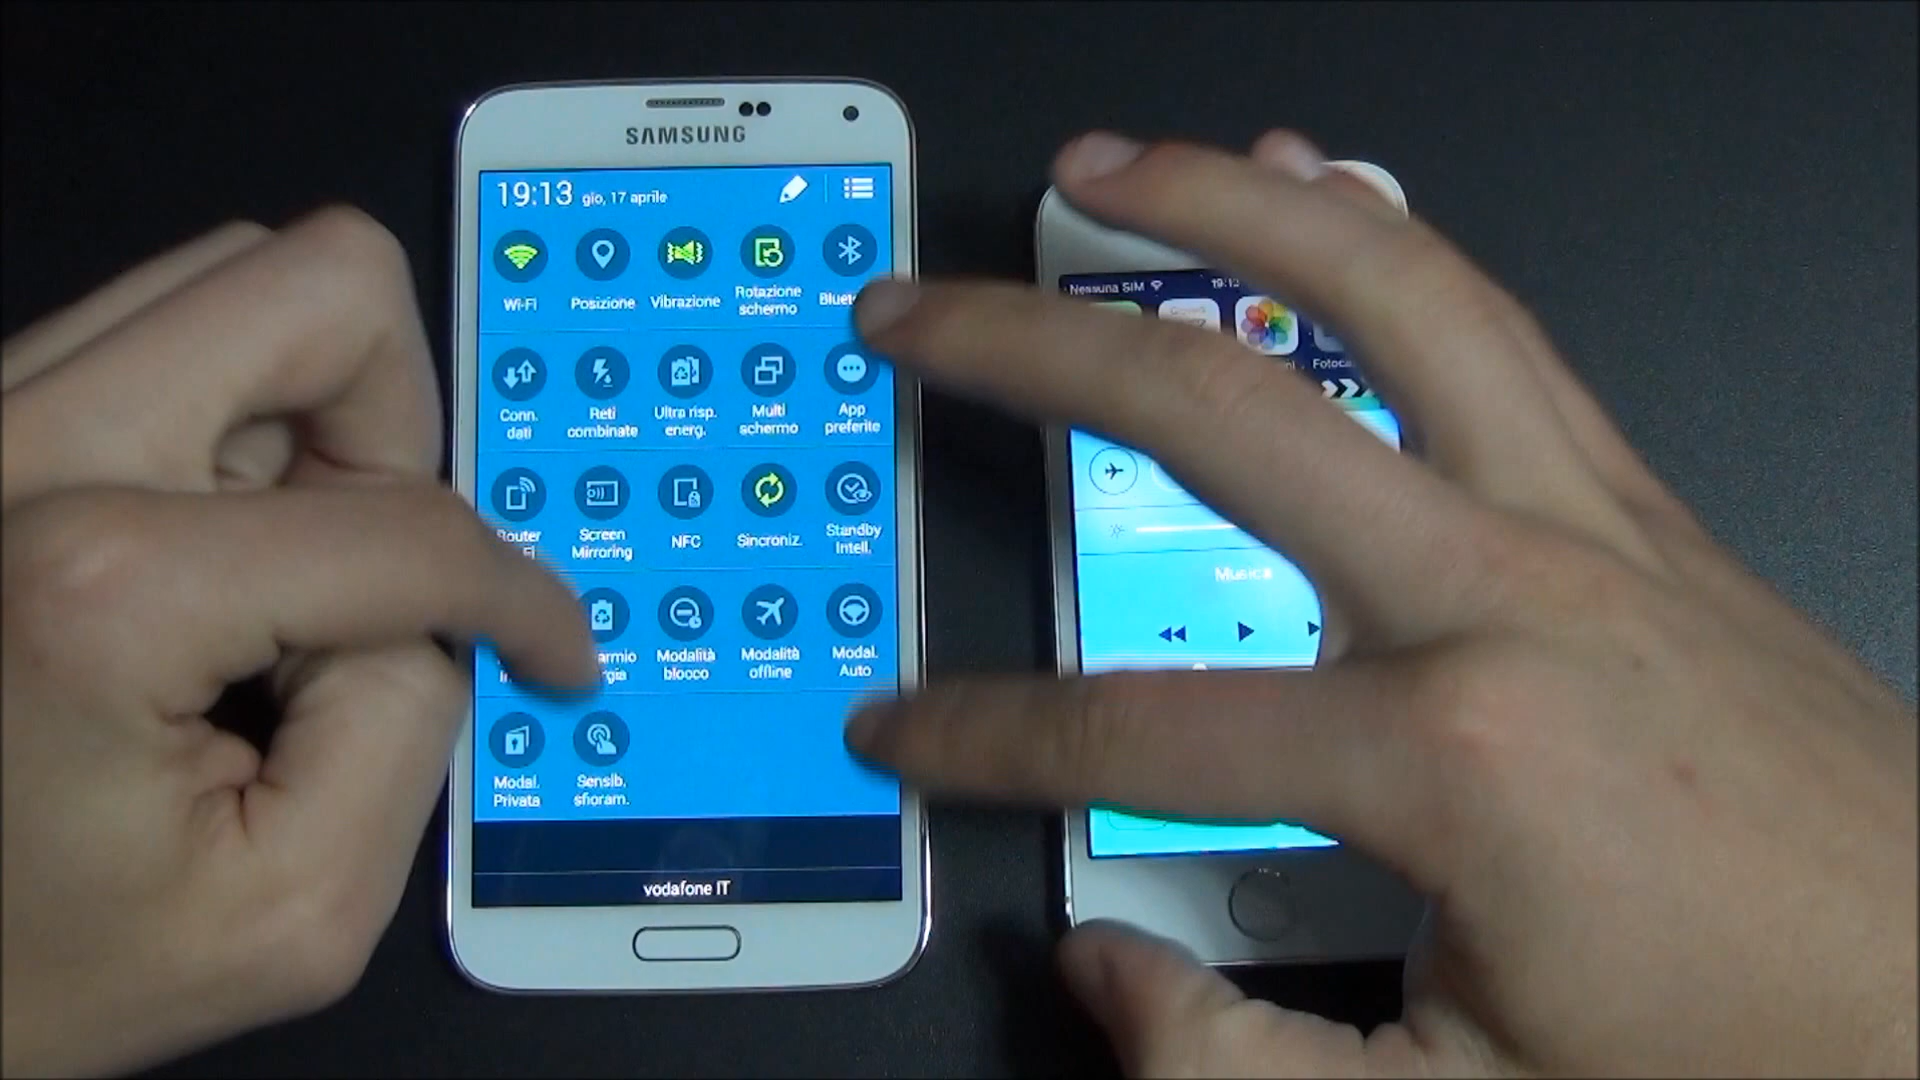 SAMSUNG
19:13 gio, 17 aprile
Wi-Fi
Posizione
Vibrazione
Rotazione
schermo
Conn.
dati
Reti
combinate
Ultra risp.
energ.
Multi
schermo
App
preferite
Screen
Mirroring
NFC
Sincroniz.
Standby
Intell.
Modalità
blocco
Modalità
offline
Modal.
Auto
Modal.
Privata
Sensib.
sfioram.
vodafone IT
Nessuna SIM
Musica